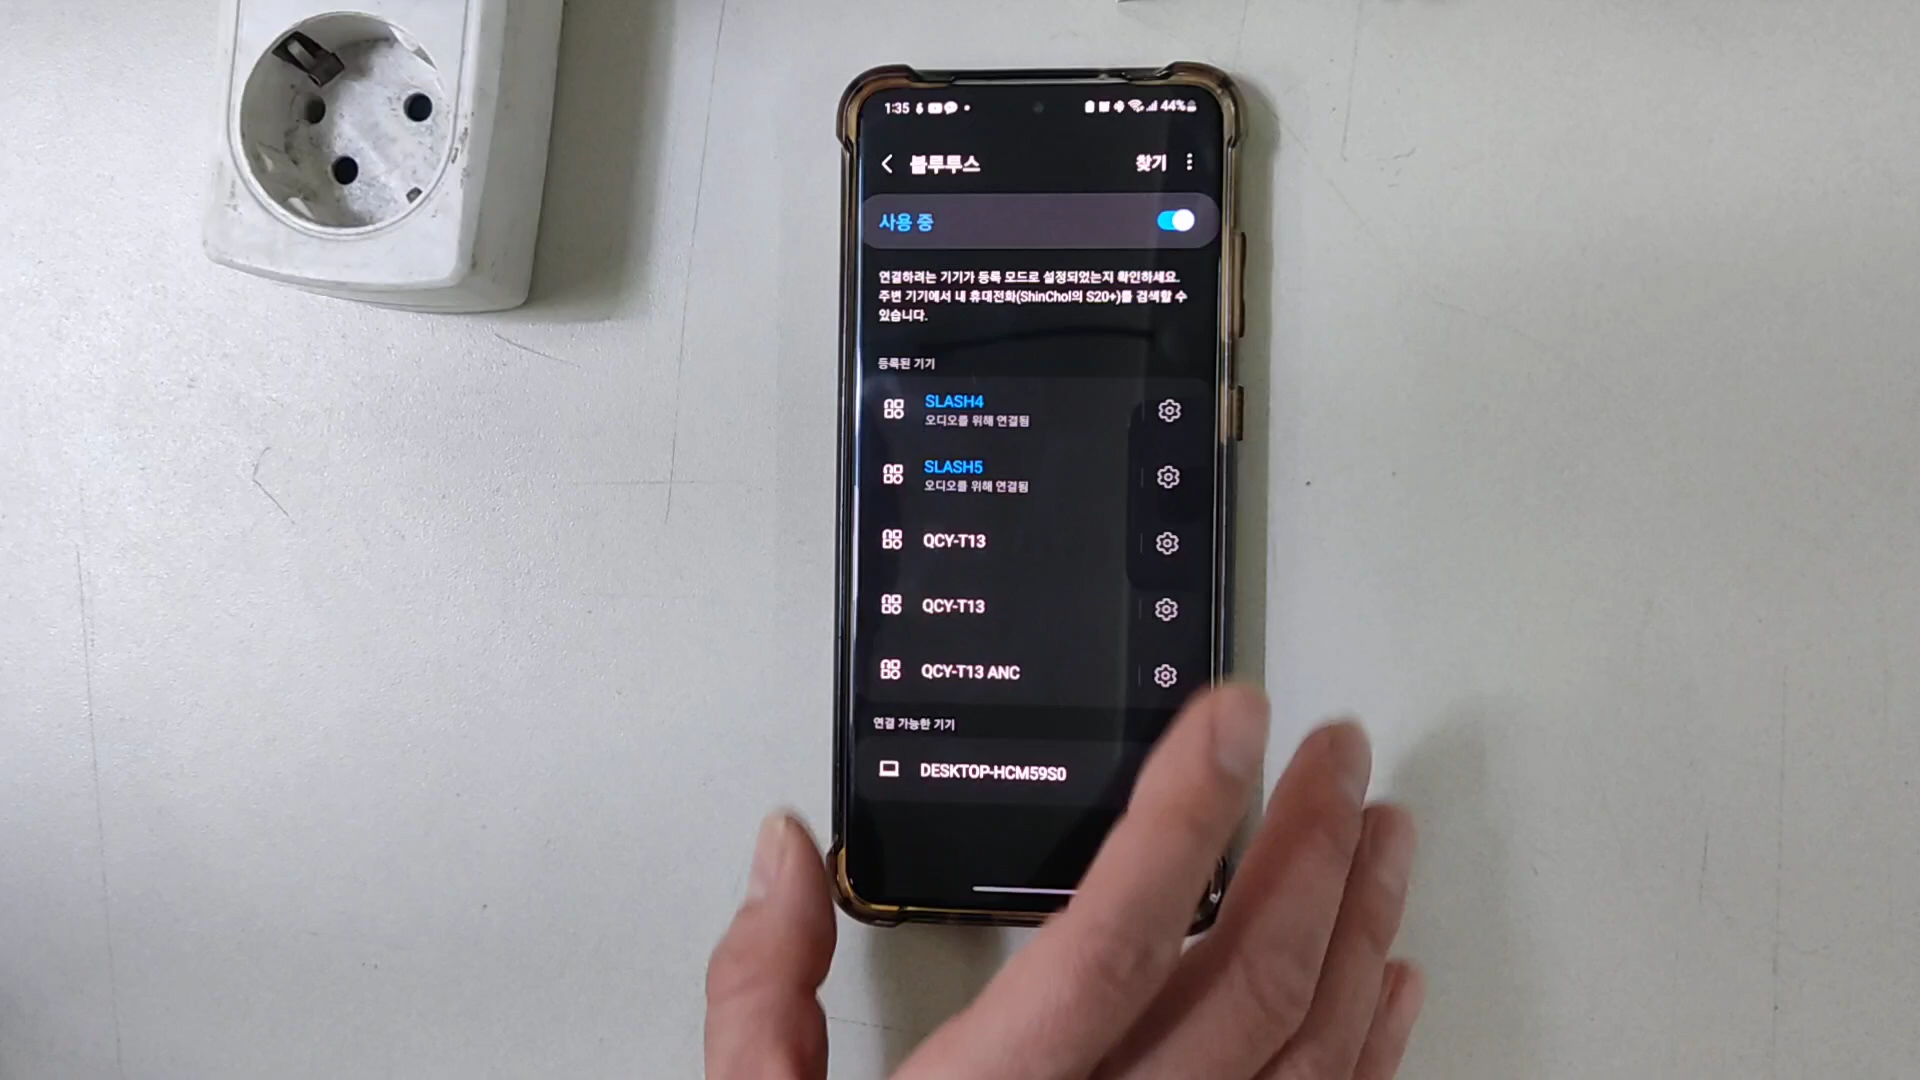 1:35
44%
블루투스
찾기
사용 중
연결하려는 기기가 등록 모드로 설정되었는지 확인하세요.
주변 기기에서 내 휴대전화(ShinChol의 S20+)를 검색할 수
있습니다.
등록된 기기
SLASH4
오디오를 위해 연결됨
SLASH5
오디오를 위해 연결됨
QCY-T13
QCY-T13
QCY-T13 ANC
연결 가능한 기기
DESKTOP-HCM59S0